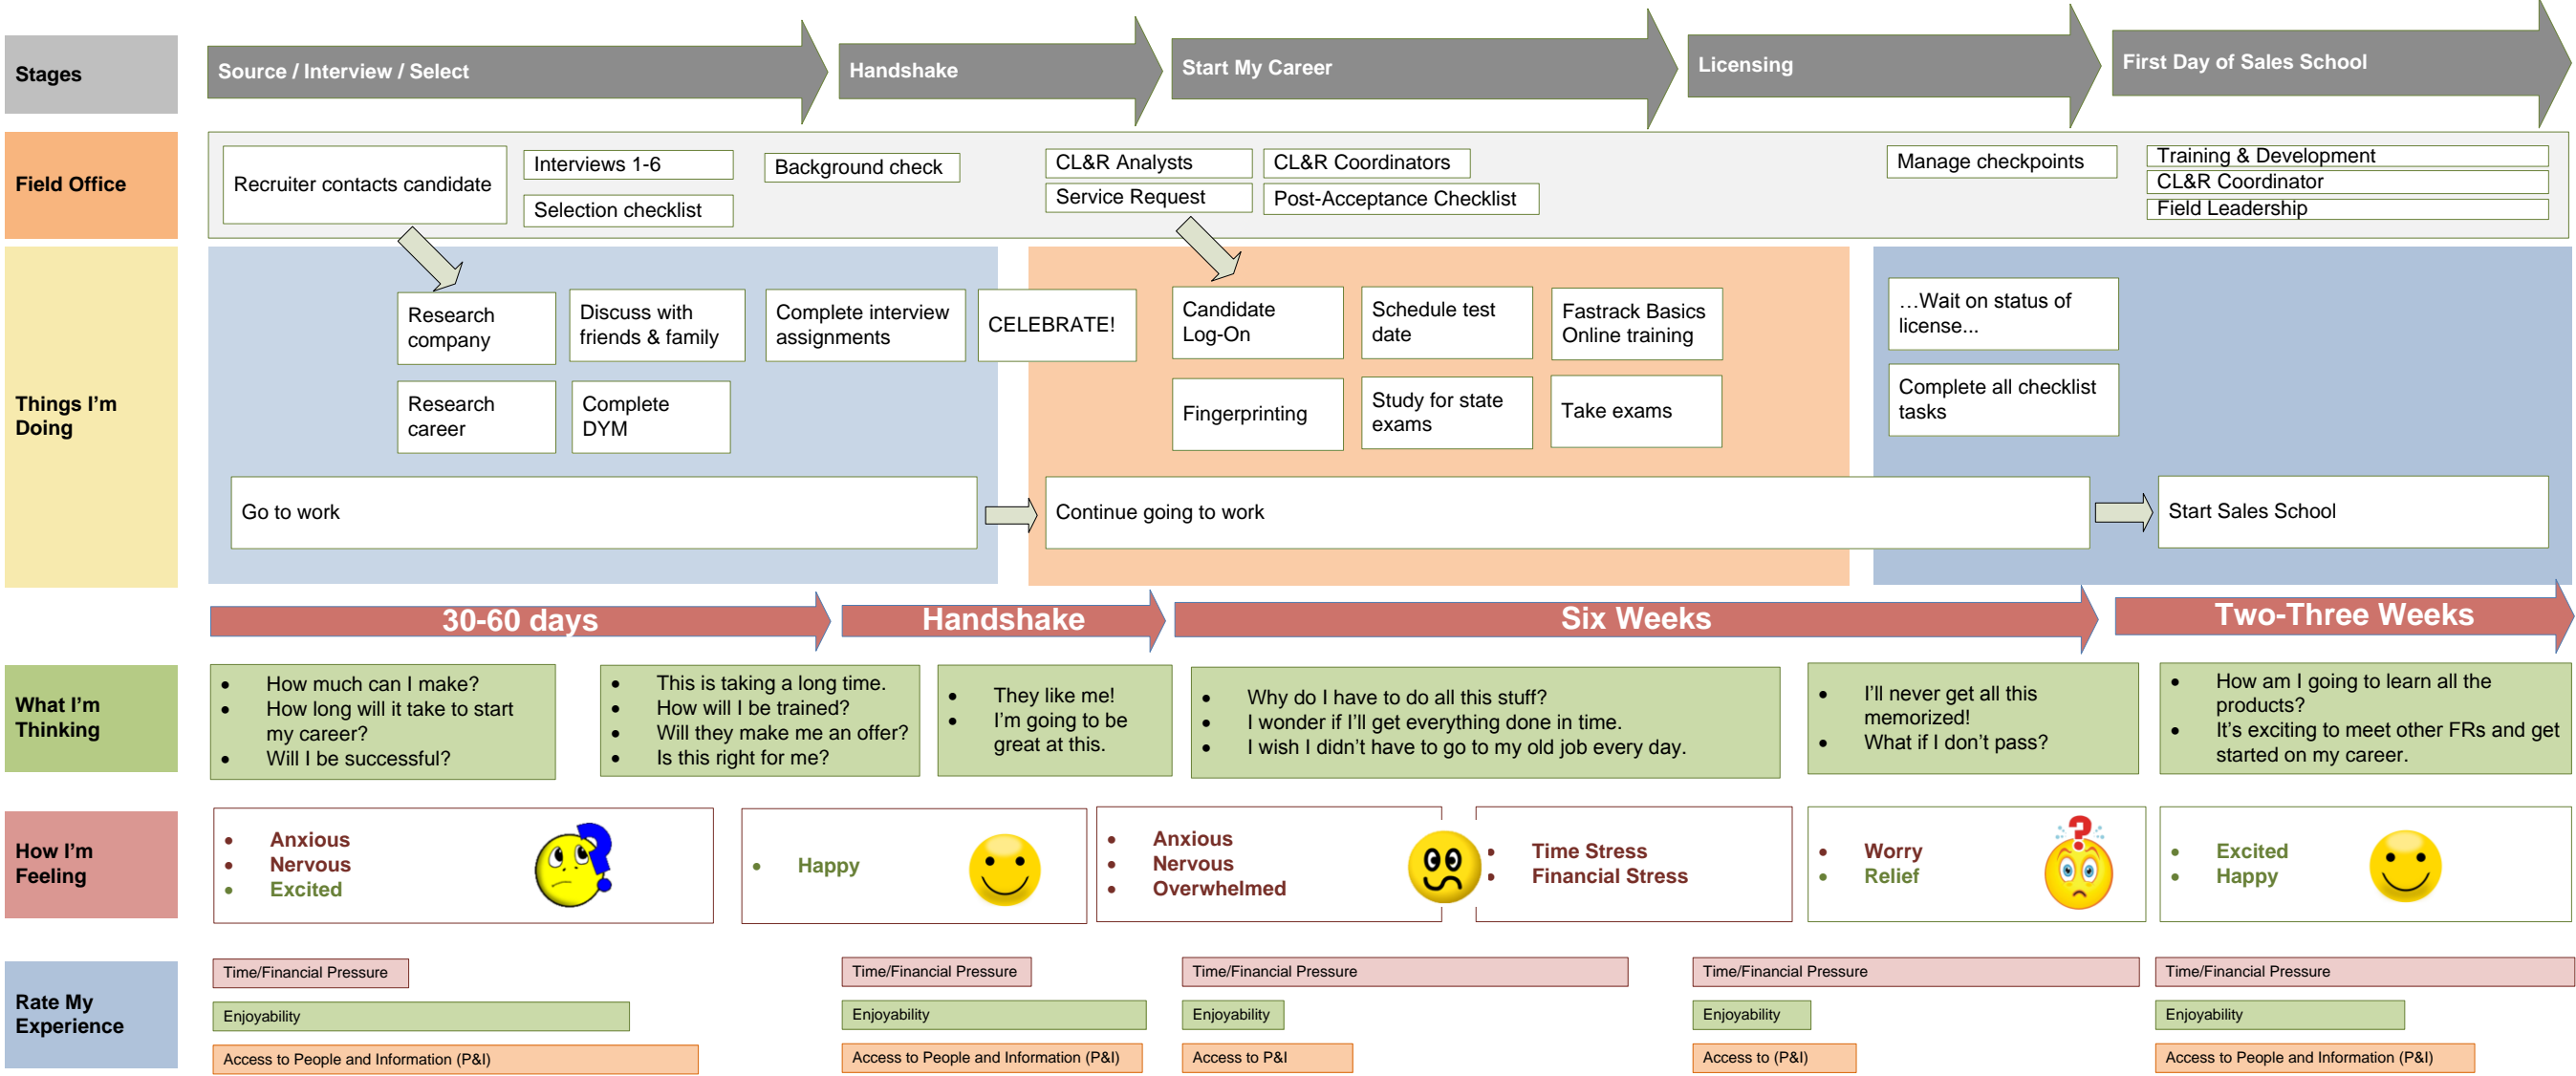 Stages
Source / Interview / Select
Handshake
Start My Career
Licensing
First Day of Sales School
Field Office
Recruiter contacts candidate
Interviews 1-6
Selection checklist
Background check
CL&R Analysts
Service Request
CL&R Coordinators
Post-Acceptance Checklist
Manage checkpoints
Training & Development
CL&R Coordinator
Field Leadership
Things I'm
Doing
Research
company
Discuss with
friends & family
Complete interview
assignments
CELEBRATE!
Research
career
Complete
DYM
Candidate
Log-On
Schedule test
date
Fastrack Basics
Online training
Fingerprinting
Study for state
exams
Take exams
…Wait on status of
license...
Complete all checklist
tasks
Go to work
Continue going to work
Start Sales School
30-60 days
Handshake
Six Weeks
Two-Three Weeks
What I'm
Thinking
• How much can I make?
• How long will it take to start
my career?
• Will I be successful?
• This is taking a long time.
• How will I be trained?
• Will they make me an offer?
• Is this right for me?
• They like me!
• I'm going to be
great at this.
• Why do I have to do all this stuff?
• I wonder if I'll get everything done in time.
• I wish I didn't have to go to my old job every day.
• I'll never get all this
memorized!
• What if I don't pass?
• How am I going to learn all the
products?
• It's exciting to meet other FRs and get
started on my career.
How I'm
Feeling
• Anxious
• Nervous
• Excited
?
• Happy
• Anxious
• Nervous
• Overwhelmed
• Time Stress
• Financial Stress
• Worry
• Relief
?
• Excited
• Happy
Rate My
Experience
Time/Financial Pressure
Enjoyability
Access to People and Information (P&I)
Time/Financial Pressure
Enjoyability
Access to People and Information (P&I)
Time/Financial Pressure
Enjoyability
Access to P&I
Time/Financial Pressure
Enjoyability
Access to (P&I)
Time/Financial Pressure
Enjoyability
Access to People and Information (P&I)